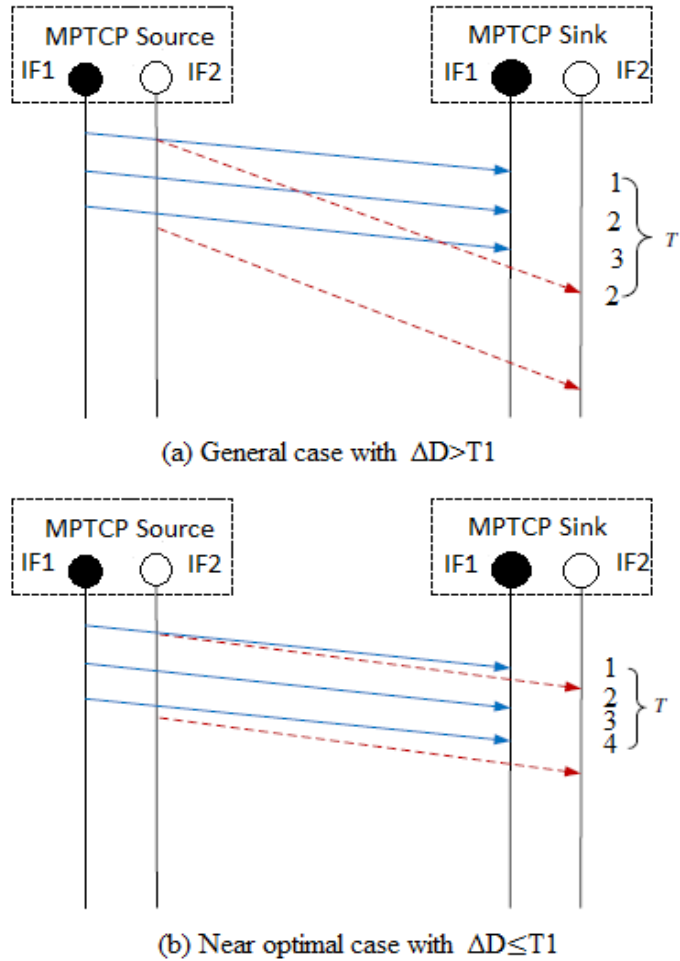 MPTCP Source
IF1 IF2
MPTCP Sink
IF1 IF2
1
2
3
2
T
(a) General case with ΔD>T1
MPTCP Source
IF1 IF2
MPTCP Sink
IF1 IF2
1
2
3
4
T
(b) Near optimal case with ΔD≤T1